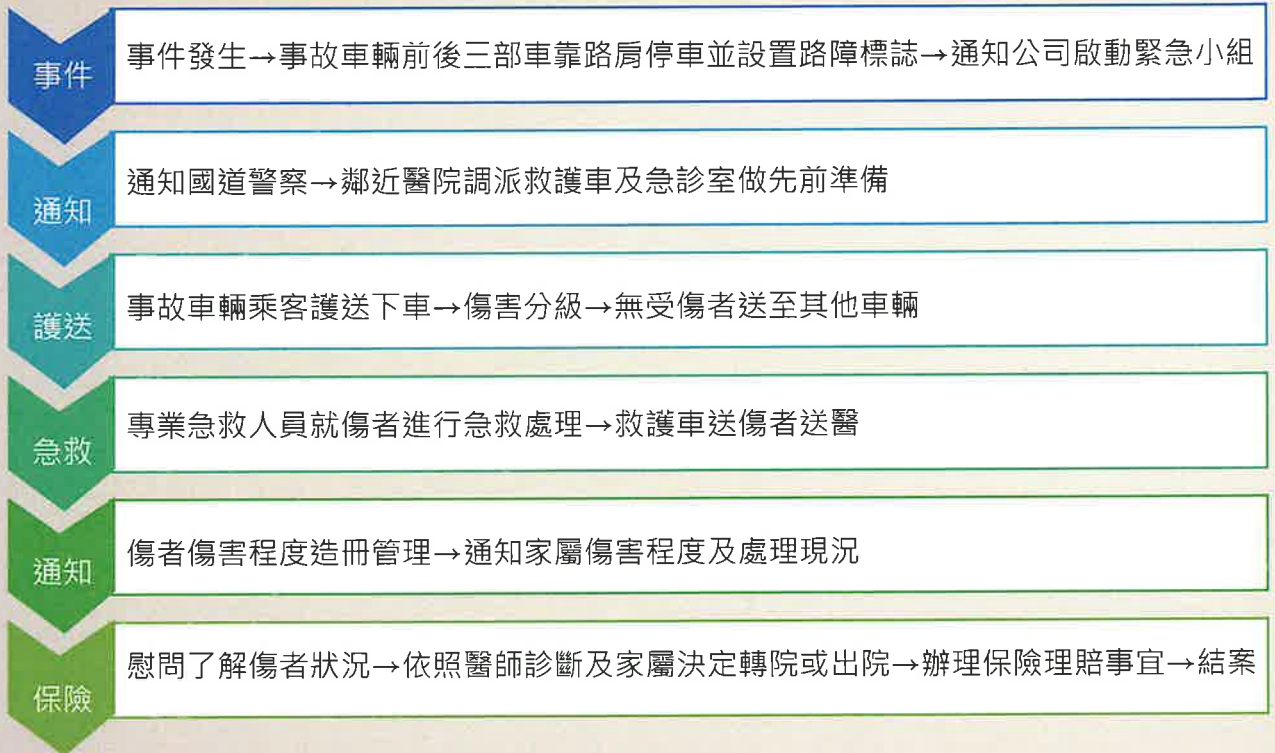 事件
事件發生→事故車輛前後三部車靠路肩停車並設置路障標誌→通知公司啟動緊急小組
通知
通知國道警察→鄰近醫院調派救護車及急診室做先前準備
護送
事故車輛乘客護送下車→傷害分級→無受傷者送至其他車輛
急救
專業急救人員就傷者進行急救處理→救護車送傷者送醫
通知
傷者傷害程度造冊管理→通知家屬傷害程度及處理現況
保險
慰問了解傷者狀況→依照醫師診斷及家屬決定轉院或出院→辦理保險理賠事宜→結案